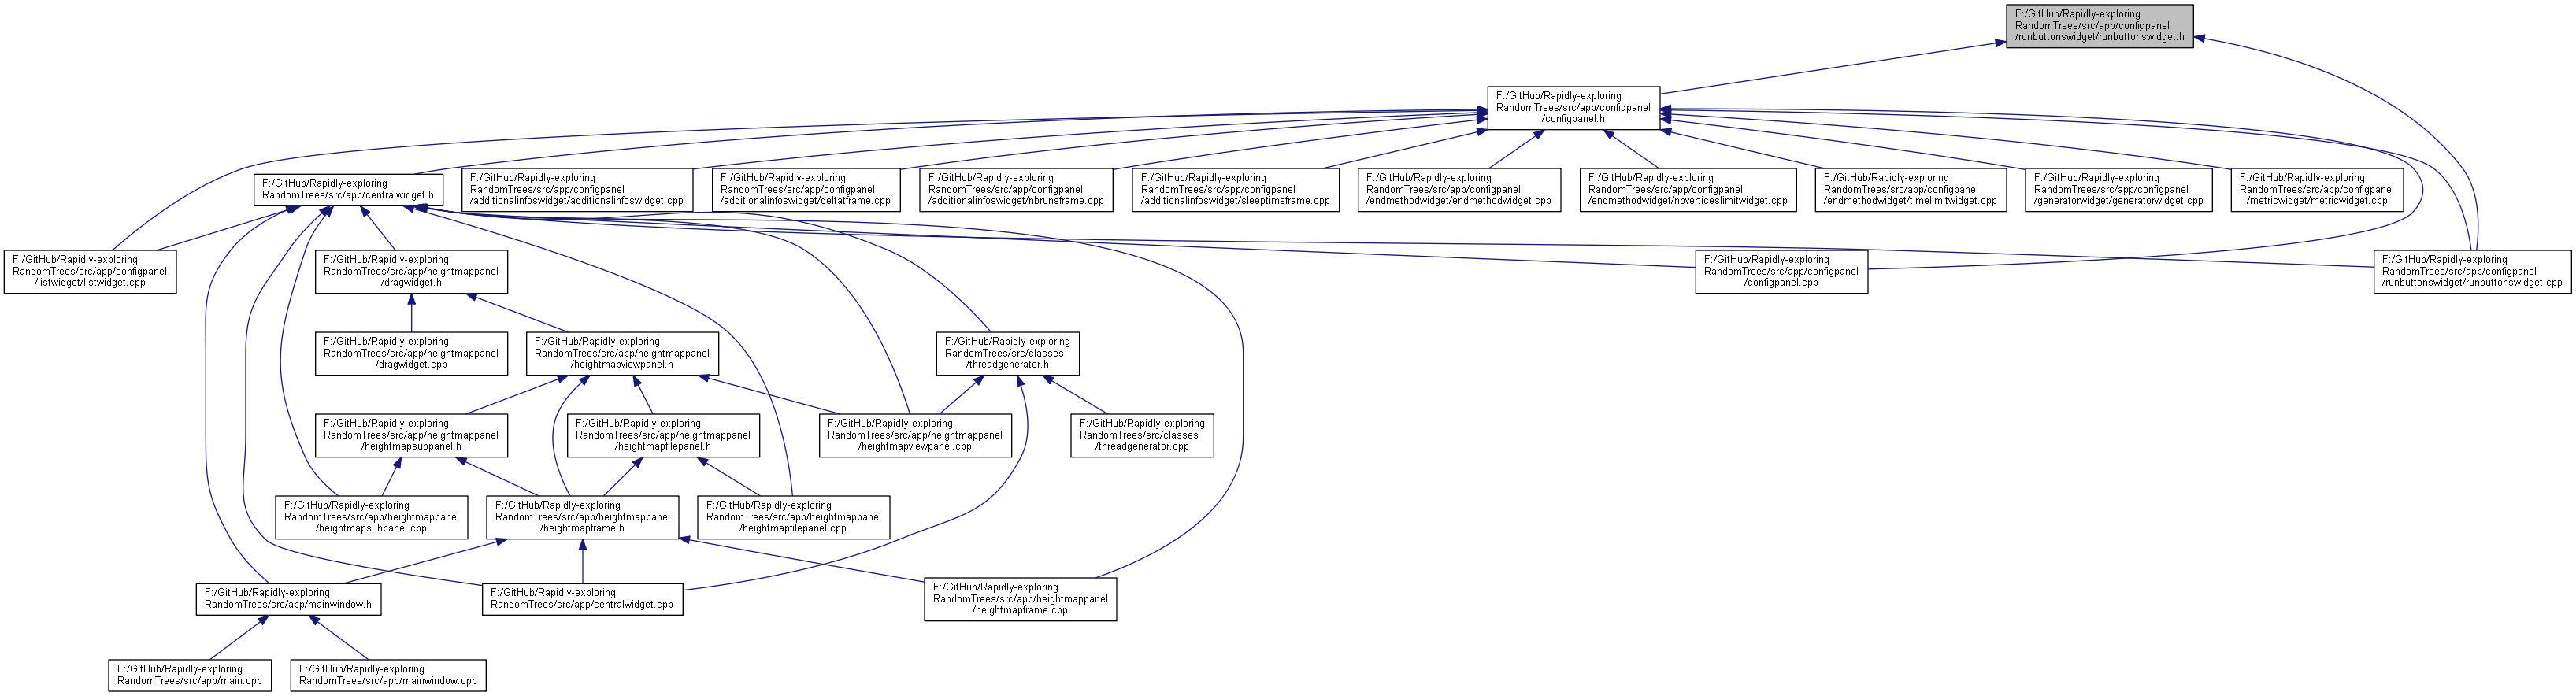 F:/GitHub/Rapidly-exploring
RandomTrees/src/app/configpanel
/runbuttonswidget/runbuttonswidget.h
F:/GitHub/Rapidly-exploring
RandomTrees/src/app/configpanel
/configpanel.h
F:/GitHub/Rapidly-exploring
RandomTrees/src/app/centralwidget.h
F:/GitHub/Rapidly-exploring
RandomTrees/src/app/configpanel
/additionalinfoswidget/additionalinfoswidget.cpp
F:/GitHub/Rapidly-exploring
RandomTrees/src/app/configpanel
/additionalinfoswidget/deltatframe.cpp
F:/GitHub/Rapidly-exploring
RandomTrees/src/app/configpanel
/additionalinfoswidget/nbrunsframe.cpp
F:/GitHub/Rapidly-exploring
RandomTrees/src/app/configpanel
/additionalinfoswidget/sleeptimeframe.cpp
F:/GitHub/Rapidly-exploring
RandomTrees/src/app/configpanel
/endmethodwidget/endmethodwidget.cpp
F:/GitHub/Rapidly-exploring
RandomTrees/src/app/configpanel
/endmethodwidget/nbverticeslimitwidget.cpp
F:/GitHub/Rapidly-exploring
RandomTrees/src/app/configpanel
/endmethodwidget/timelimitwidget.cpp
F:/GitHub/Rapidly-exploring
RandomTrees/src/app/configpanel
/generatorwidget/generatorwidget.cpp
F:/GitHub/Rapidly-exploring
RandomTrees/src/app/configpanel
/metricwidget/metricwidget.cpp
F:/GitHub/Rapidly-exploring
RandomTrees/src/app/configpanel
/listwidget/listwidget.cpp
F:/GitHub/Rapidly-exploring
RandomTrees/src/app/heightmappanel
/dragwidget.h
F:/GitHub/Rapidly-exploring
RandomTrees/src/app/configpanel
/configpanel.cpp
F:/GitHub/Rapidly-exploring
RandomTrees/src/app/configpanel
/runbuttonswidget/runbuttonswidget.cpp
F:/GitHub/Rapidly-exploring
RandomTrees/src/app/heightmappanel
/dragwidget.cpp
F:/GitHub/Rapidly-exploring
RandomTrees/src/app/heightmappanel
/heightmapviewpanel.h
F:/GitHub/Rapidly-exploring
RandomTrees/src/classes
/threadgenerator.h
F:/GitHub/Rapidly-exploring
RandomTrees/src/app/heightmappanel
/heightmapsubpanel.h
F:/GitHub/Rapidly-exploring
RandomTrees/src/app/heightmappanel
/heightmapfilepanel.h
F:/GitHub/Rapidly-exploring
RandomTrees/src/app/heightmappanel
/heightmapviewpanel.cpp
F:/GitHub/Rapidly-exploring
RandomTrees/src/classes
/threadgenerator.cpp
F:/GitHub/Rapidly-exploring
RandomTrees/src/app/heightmappanel
/heightmapsubpanel.cpp
F:/GitHub/Rapidly-exploring
RandomTrees/src/app/heightmappanel
/heightmapframe.h
F:/GitHub/Rapidly-exploring
RandomTrees/src/app/heightmappanel
/heightmapfilepanel.cpp
F:/GitHub/Rapidly-exploring
RandomTrees/src/app/mainwindow.h
F:/GitHub/Rapidly-exploring
RandomTrees/src/app/centralwidget.cpp
F:/GitHub/Rapidly-exploring
RandomTrees/src/app/heightmappanel
/heightmapframe.cpp
F:/GitHub/Rapidly-exploring
RandomTrees/src/app/main.cpp
F:/GitHub/Rapidly-exploring
RandomTrees/src/app/mainwindow.cpp